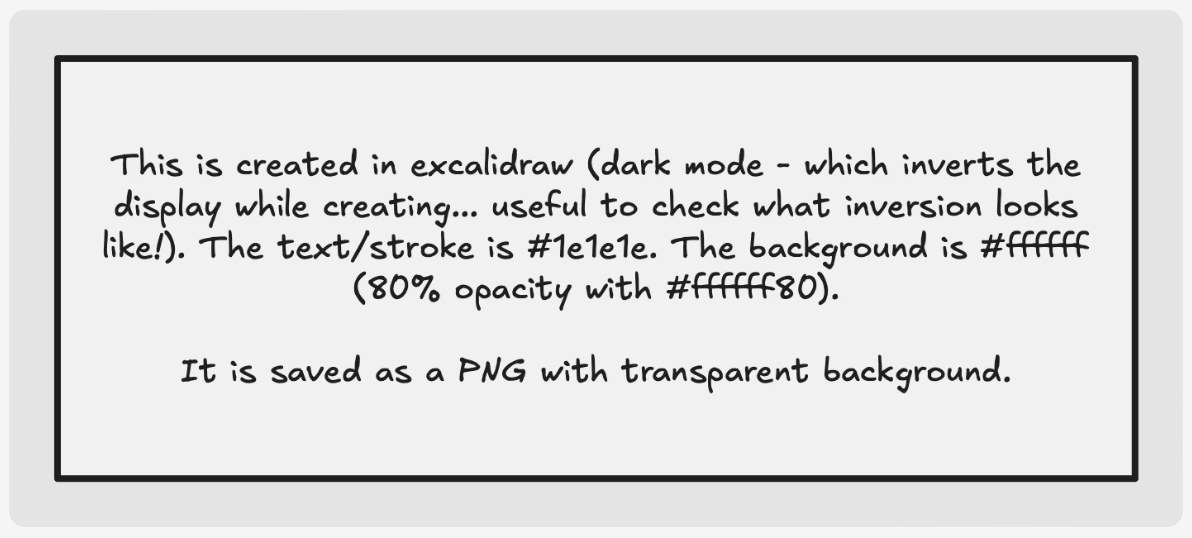 This is created in excalidraw (dark mode - which inverts the
display while creating... useful to check what inversion looks
like!). The text/stroke is #1e1e1e. The background is #ffffff
(80% opacity with #ffffff80).
It is saved as a PNG with transparent background.